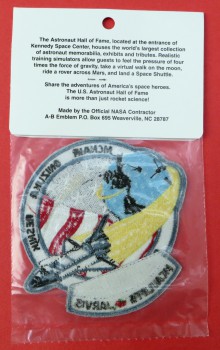 The Astronaut Hall of Fame, located at the entrance of
Kennedy Space Center, houses the world's largest collection
of astronaut memorabilia, exhibits and tributes. Realistic
training simulators allow guests to feel the pressure of four
times the force of gravity, take a virtual walk on the moon,
ride a rover across Mars, and land a Space Shuttle.
Share the adventures of America's space heroes.
The U.S. Astronaut Hall of Fame
is more than just rocket science!
Made by the Official NASA Contractor
A-B Emblem P.O. Box 695 Weaverville, NC 28787
McNAIR
JARVIS